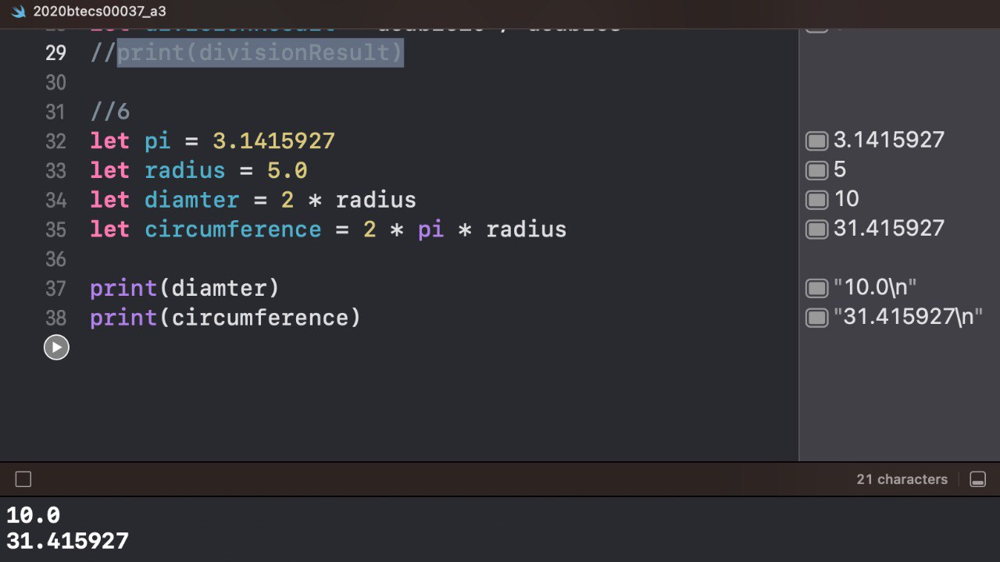 2020btecs00037_a3
29 //print(divisionResult)
30
31 //6
32 let pi = 3.1415927 3.1415927
33 let radius = 5.0 5
34 let diamter = 2 * radius 10
35 let circumference = 2 * pi * radius 31.415927
36
37 print(diamter) "10.0\n"
38 print(circumference) "31.415927\n"
21 characters
10.0
31.415927